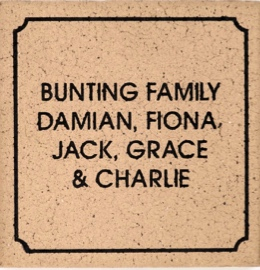 BUNTING FAMILY
DAMIAN, FIONA,
JACK, GRACE
& CHARLIE